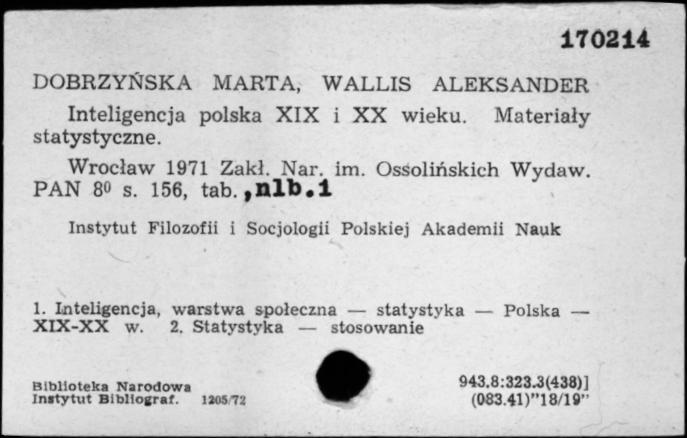 170214
DOBRZYŃSKA MARTA, WALLIS ALEKSANDER
Inteligencja polska XIX i XX wieku. Materiały
statystyczne.
Wrocław 1971 Zakł. Nar. im. Ossolińskich Wydaw.
PAN 8⁰ s. 156, tab. ,nlb.1
Instytut Filozofii i Socjologii Polskiej Akademii Nauk
1. Inteligencja, warstwa społeczna — statystyka — Polska —
XIX-XX w. 2. Statystyka — stosowanie
Biblioteka Narodowa 943.8:323.3(438)]
Instytut Bibliograf. 1205/72 (083.41)"18/19"